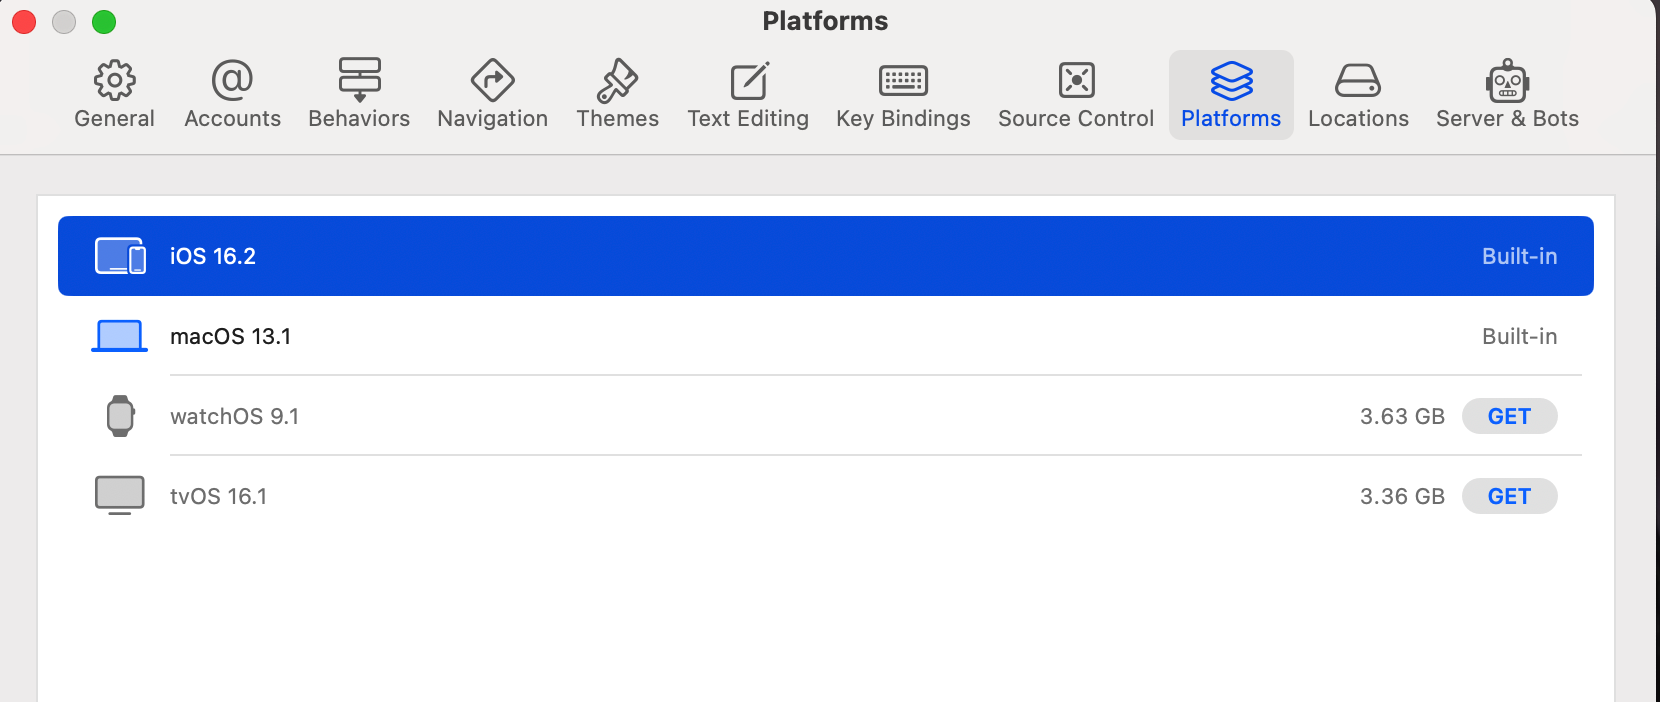 Platforms
General Accounts Behaviors Navigation Themes Text Editing Key Bindings Source Control Platforms Locations Server & Bots
iOS 16.2 Built-in
macOS 13.1 Built-in
watchOS 9.1 3.63 GB GET
tvOS 16.1 3.36 GB GET